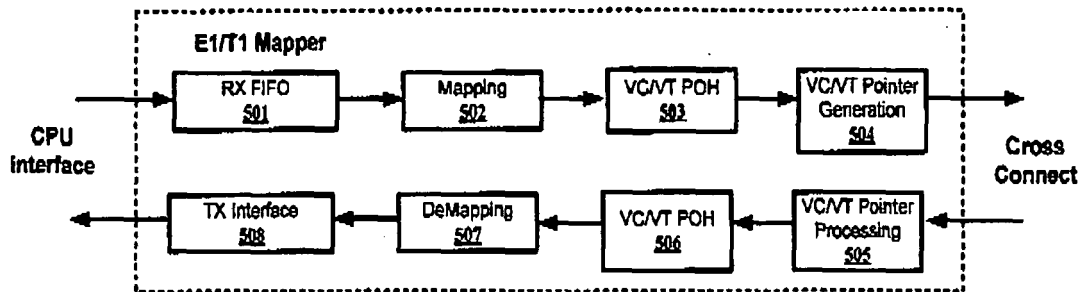 E1/T1 Mapper
RX FIFO
501
Mapping
502
VC/VT POH
503
VC/VT Pointer
Generation
504
CPU
Interface
Cross
Connect
TX Interface
508
DeMapping
507
VC/VT POH
506
VC/VT Pointer
Processing
505